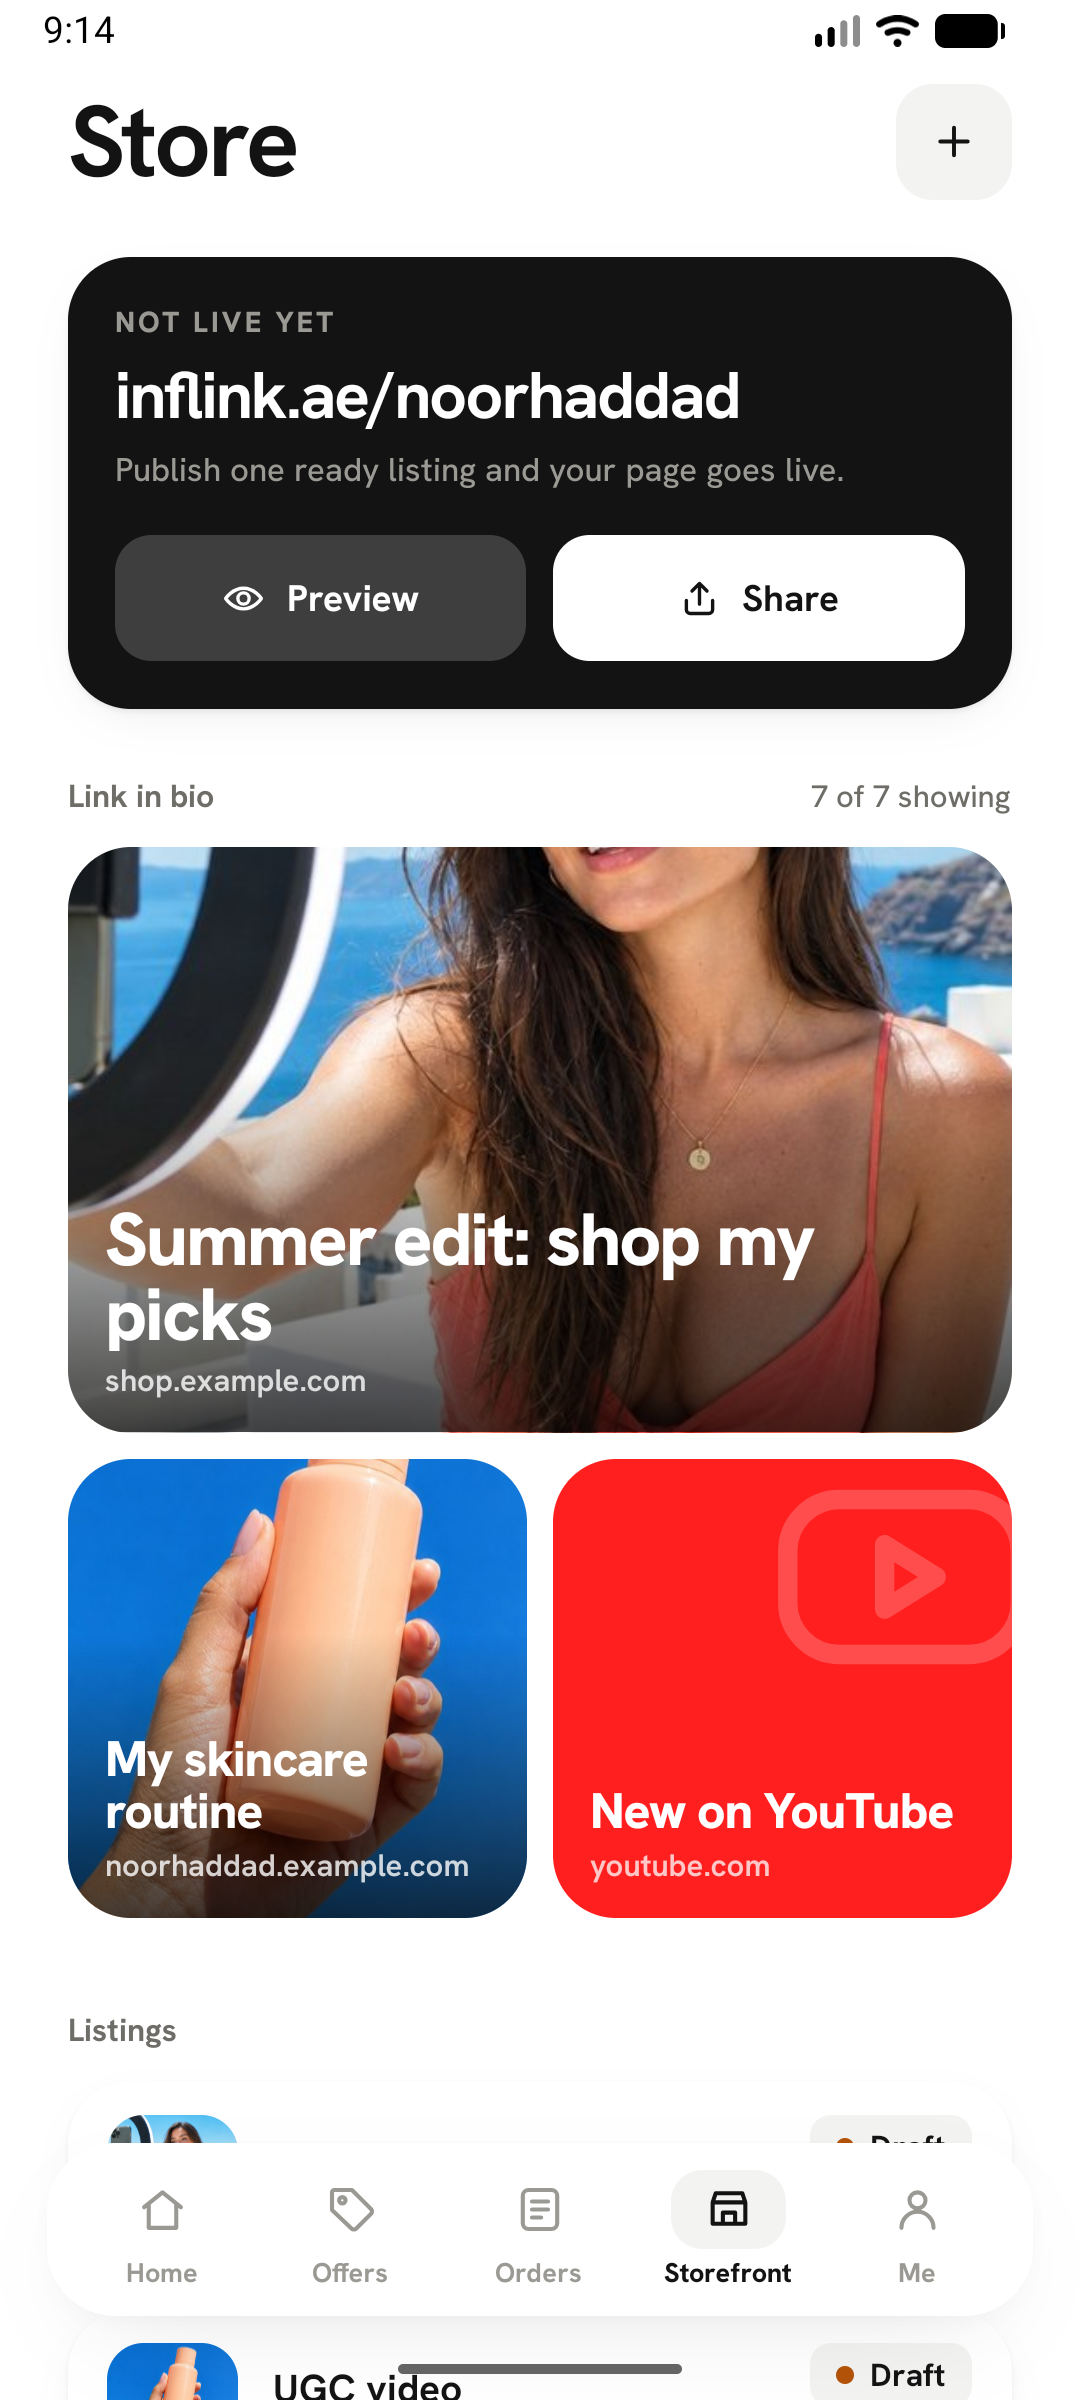 9:14
Store
NOT LIVE YET
inflink.ae/noorhaddad
Publish one ready listing and your page goes live.
Preview
Share
Link in bio
7 of 7 showing
Summer edit: shop my
picks
shop.example.com
My skincare
routine
noorhaddad.example.com
New on YouTube
youtube.com
Listings
Draft
Home
Offers
Orders
Storefront
Me
UGC video
Draft